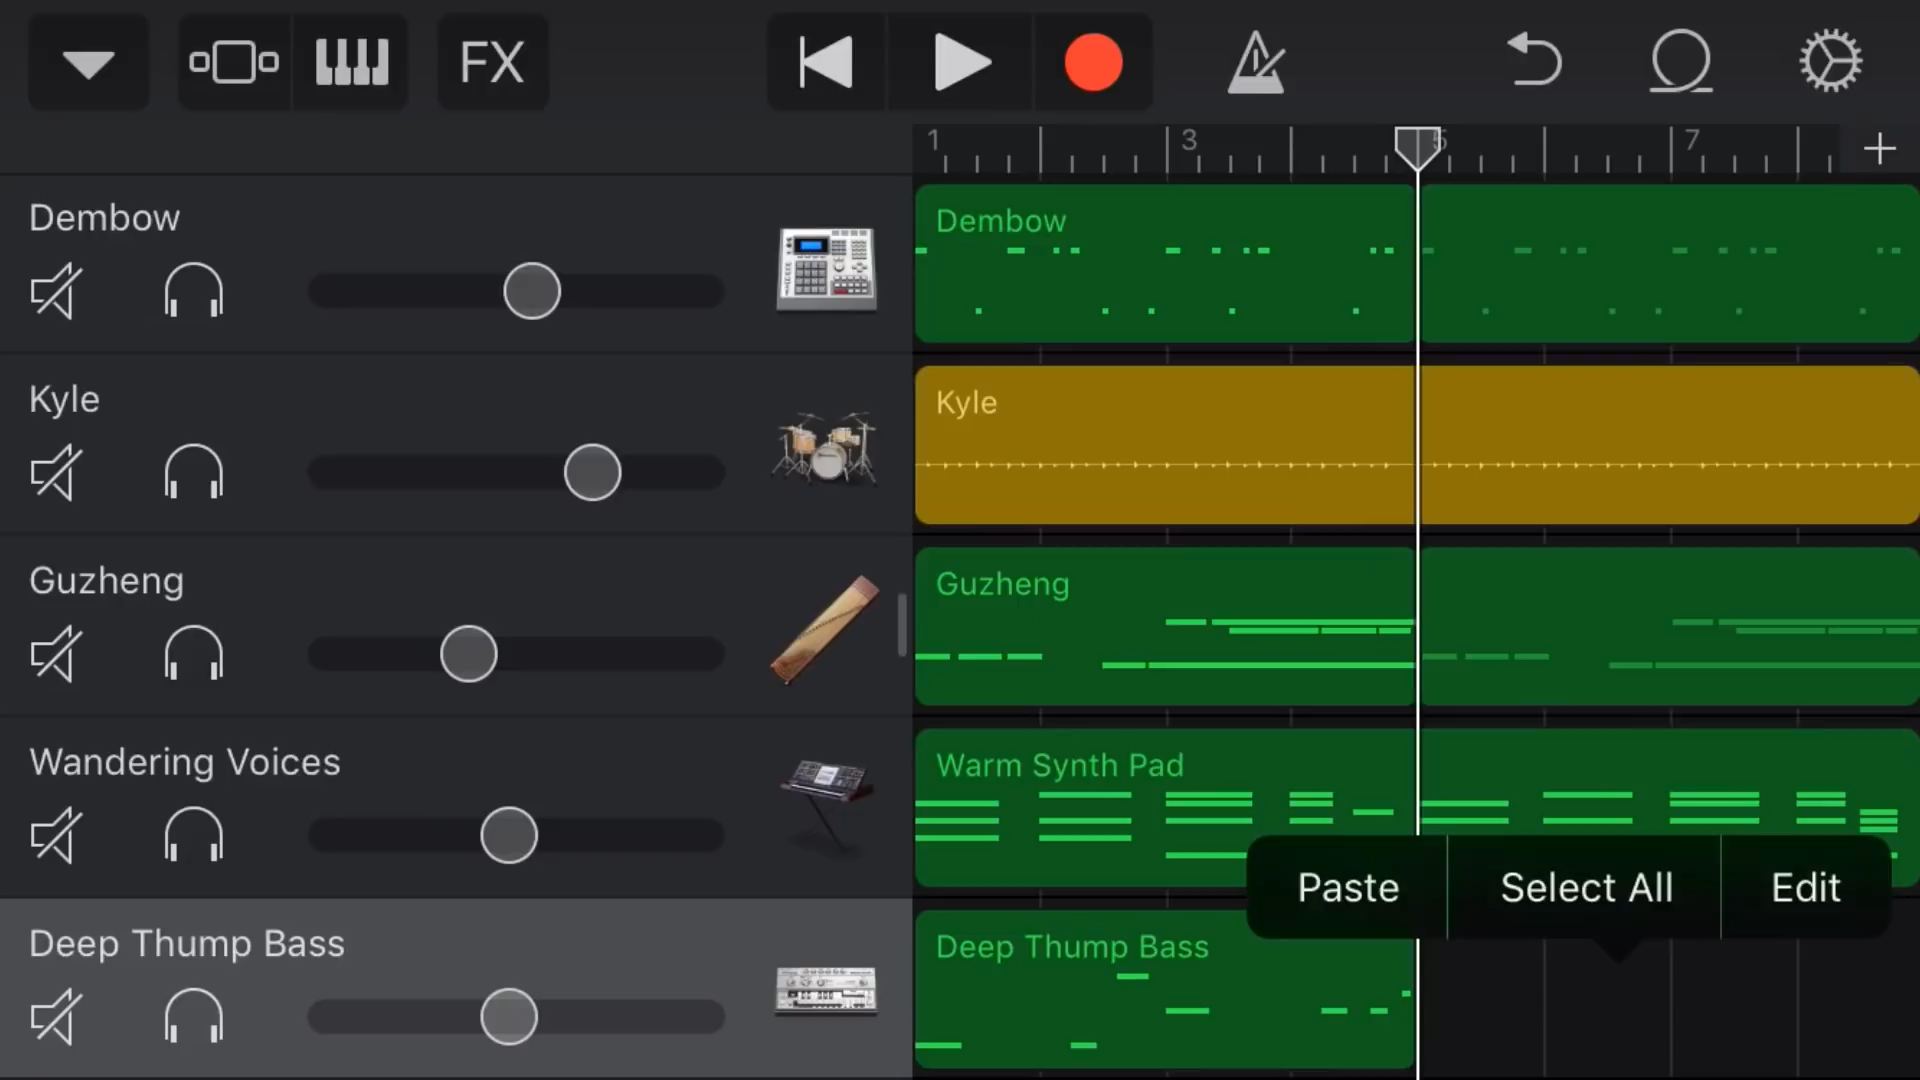 FX
1
3
5
7
Dembow
Dembow
Kyle
Kyle
Guzheng
Guzheng
Wandering Voices
Warm Synth Pad
Paste
Select All
Edit
Deep Thump Bass
Deep Thump Bass